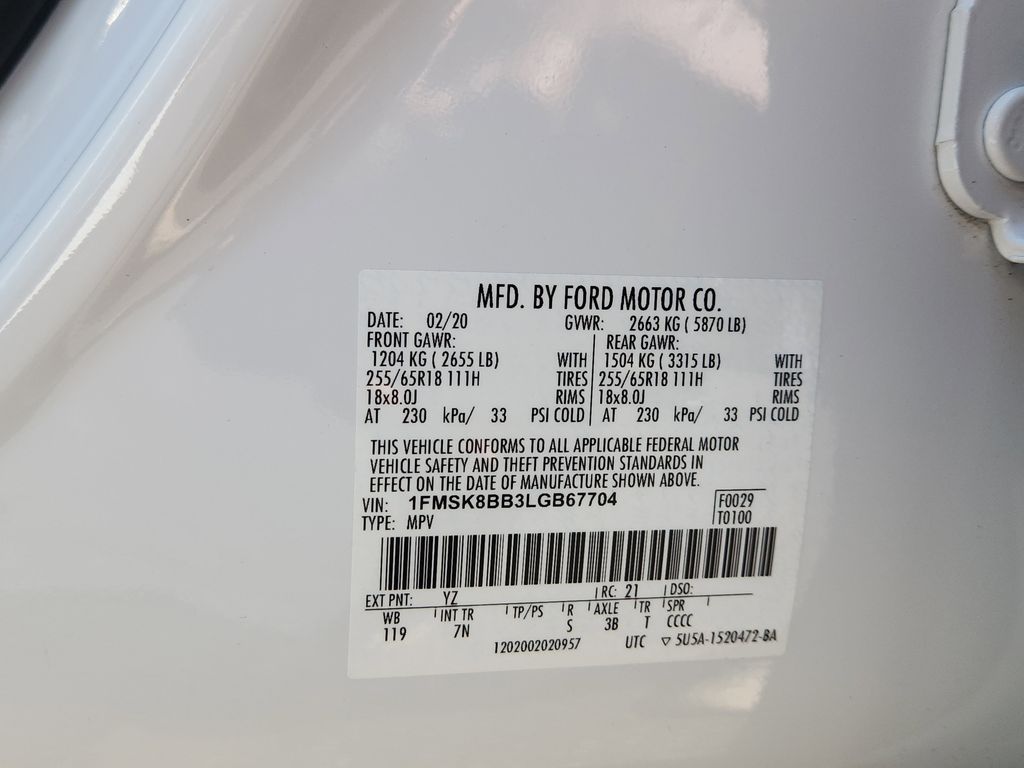 MFD. BY FORD MOTOR CO.
DATE: 02/20 GVWR: 2663 KG ( 5870 LB)
FRONT GAWR: REAR GAWR:
1204 KG ( 2655 LB) WITH 1504 KG ( 3315 LB) WITH
255/65R18 111H TIRES 255/65R18 111H TIRES
18x8.0J RIMS 18x8.0J RIMS
AT 230 kPa/ 33 PSI COLD AT 230 kPa/ 33 PSI COLD
THIS VEHICLE CONFORMS TO ALL APPLICABLE FEDERAL MOTOR
VEHICLE SAFETY AND THEFT PREVENTION STANDARDS IN
EFFECT ON THE DATE OF MANUFACTURE SHOWN ABOVE.
VIN: 1FMSK8BB3LGB67704 F0029
TYPE: MPV T0100
EXT PNT: YZ RC: 21 DSO:
WB INT TR TP/PS R AXLE TR SPR
119 7N S 3B T CCCC
1202002020957 UTC ▽ 5U5A-1520472-BA